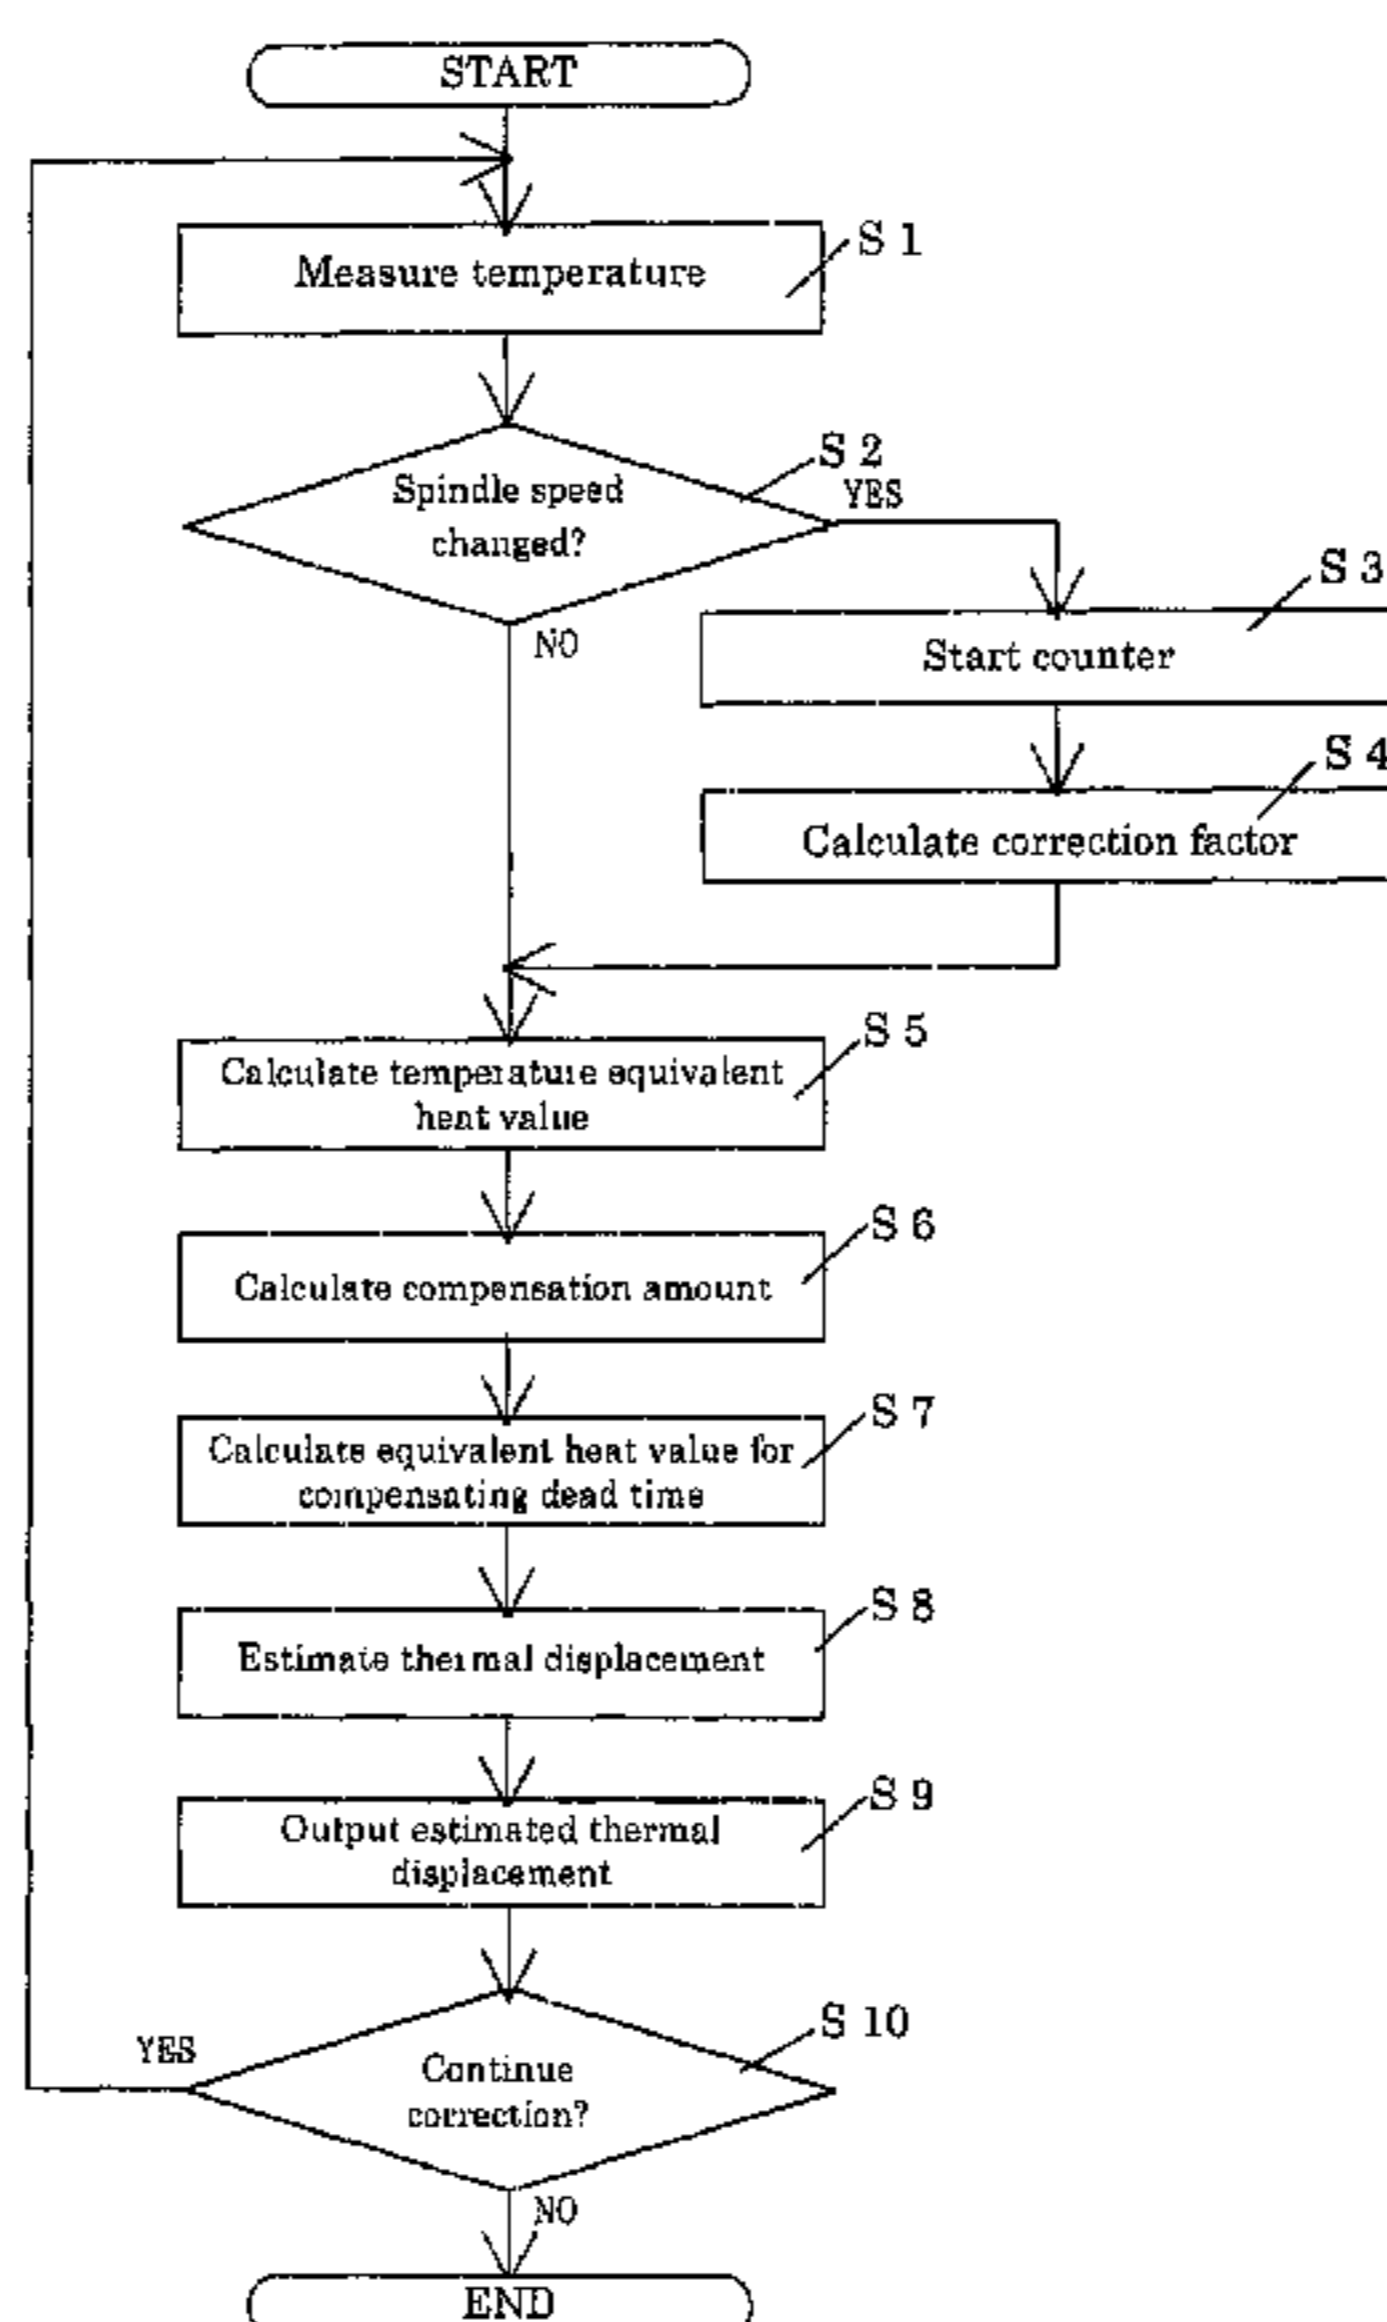 START
S 1
Measure temperature
S 2
Spindle speed
changed?
YES
NO
S 3
Start counter
S 4
Calculate correction factor
S 5
Calculate temperature equivalent
heat value
S 6
Calculate compensation amount
S 7
Calculate equivalent heat value for
compensating dead time
S 8
Estimate thermal displacement
S 9
Output estimated thermal
displacement
S 10
YES
Continue
correction?
NO
END